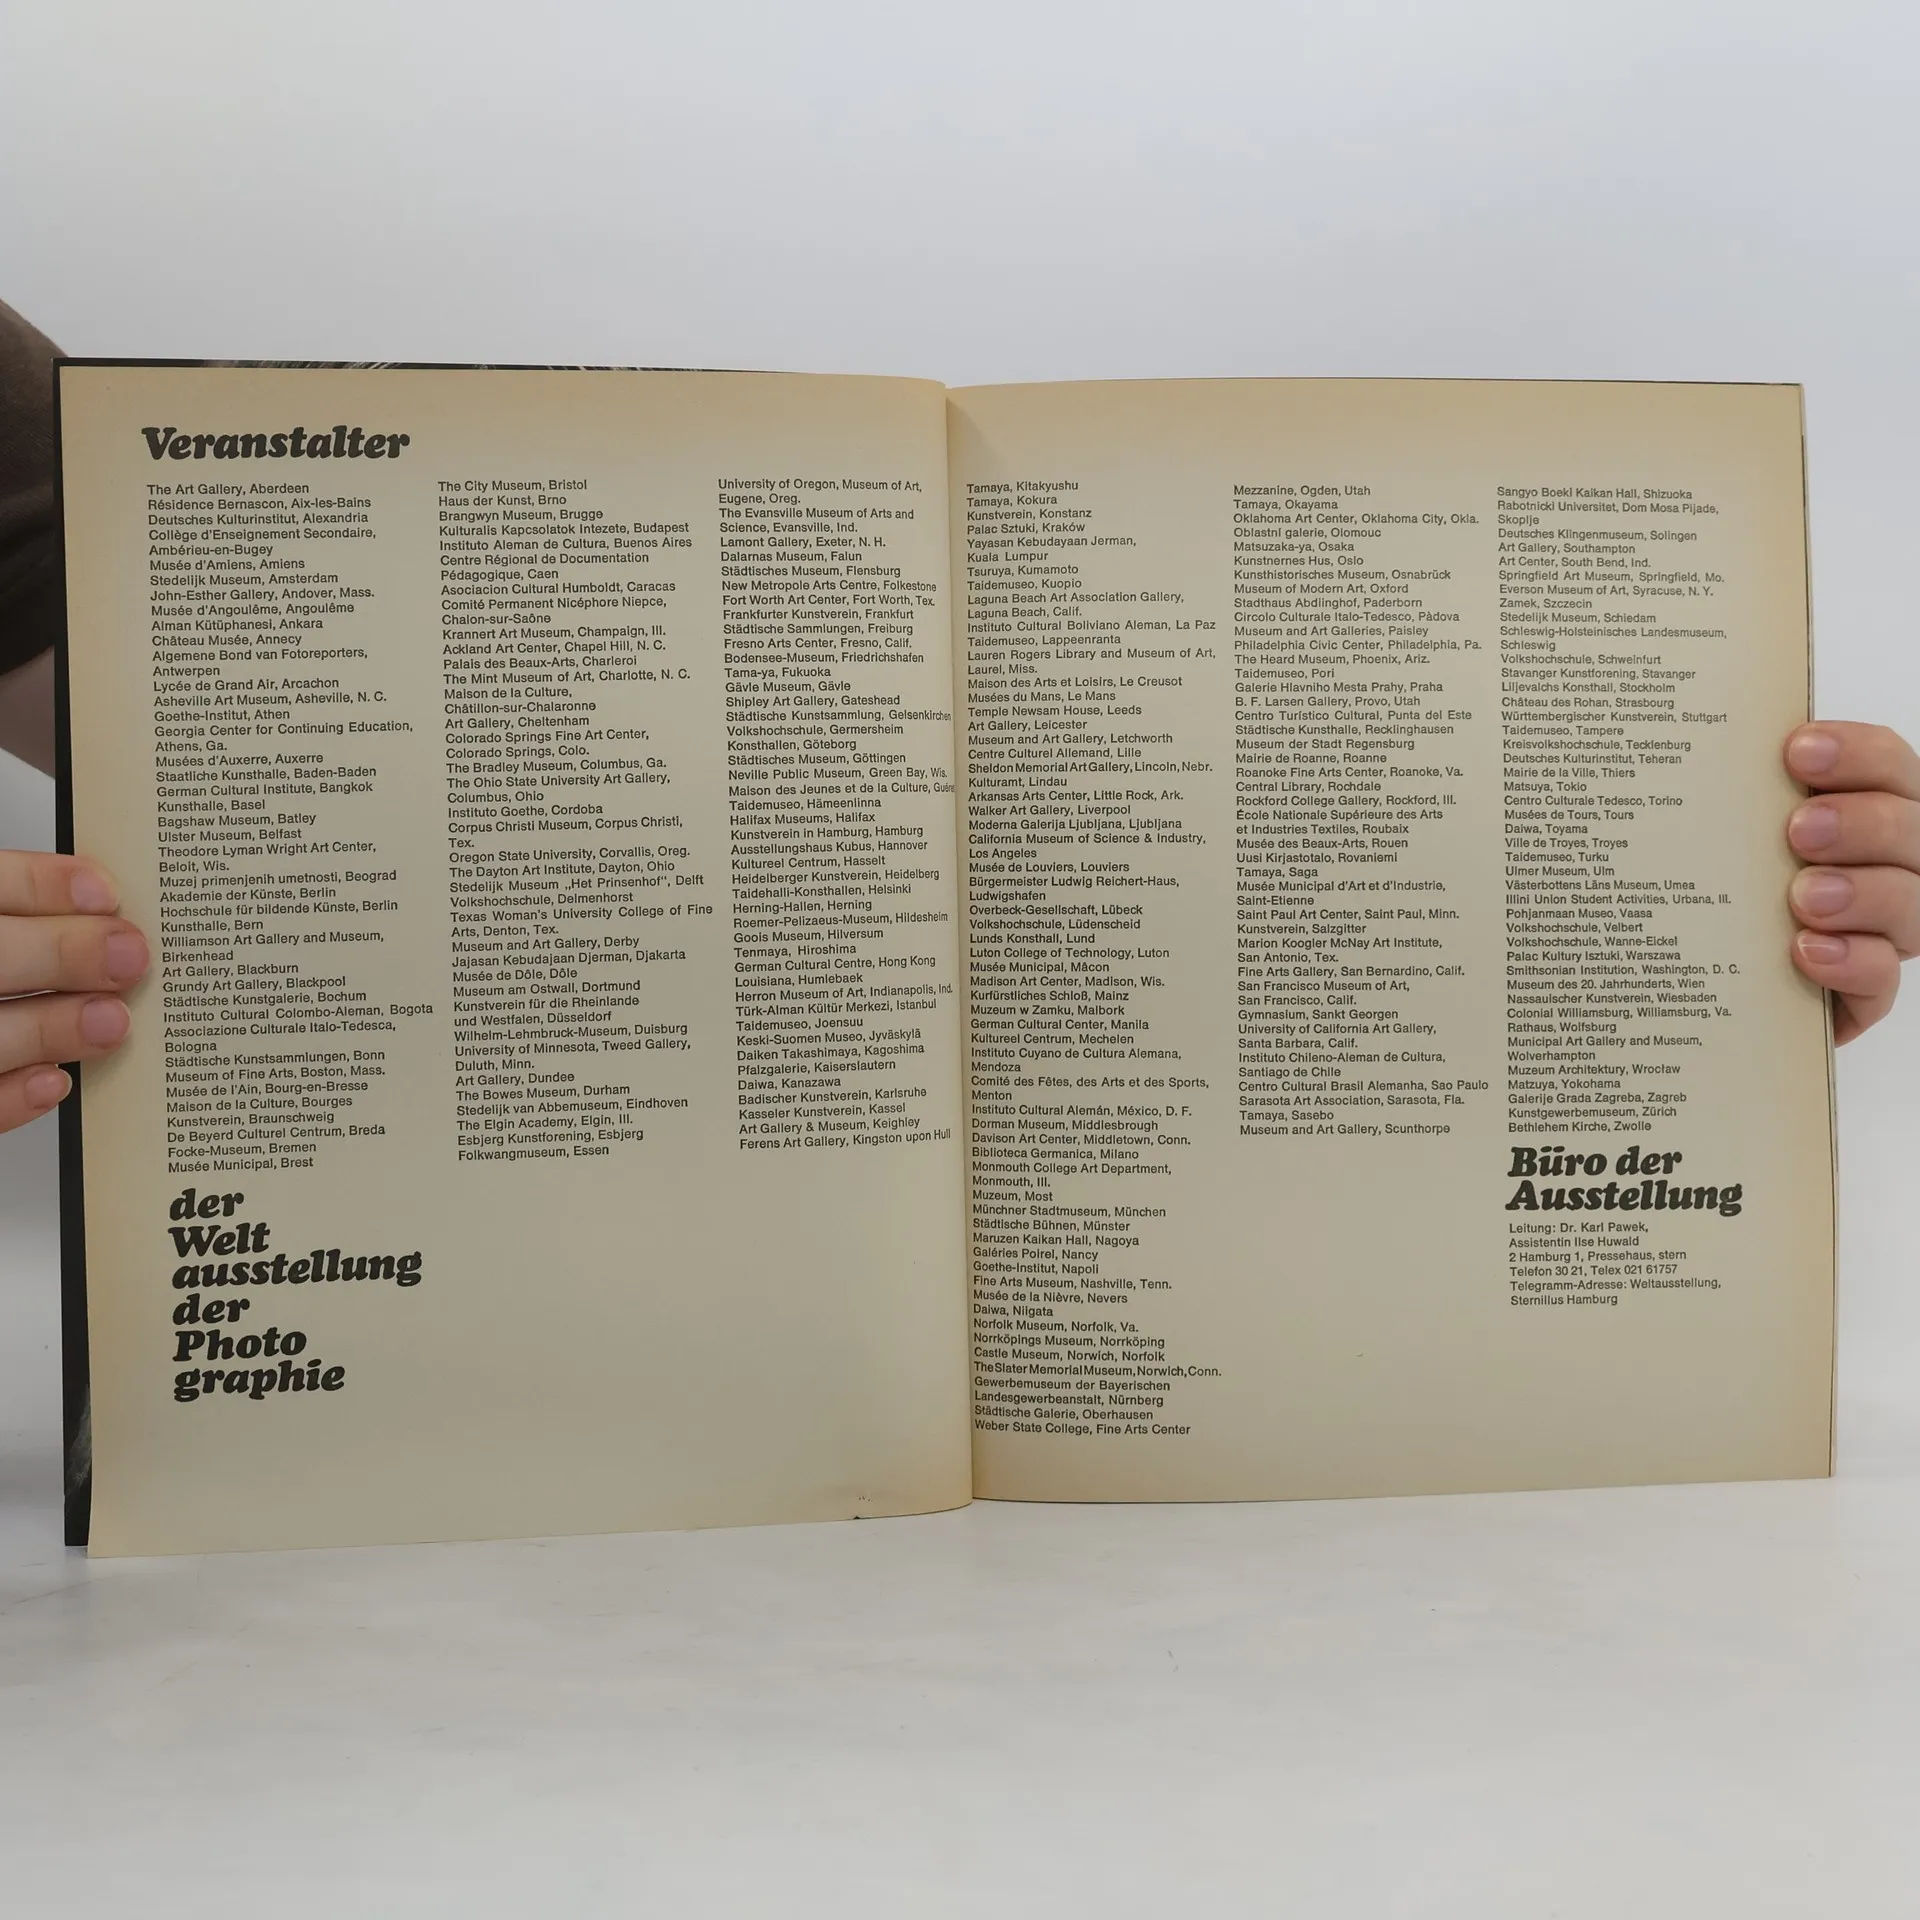 Veranstalter
The Art Gallery, Aberdeen
Résidence Bernascon, Aix-les-Bains
Deutsches Kulturinstitut, Alexandria
Collège d'Enseignement Secondaire,
Ambérieu-en-Bugey
Musée d'Amiens, Amiens
Stedelijk Museum, Amsterdam
John-Esther Gallery, Andover, Mass.
Musée d'Angoulême, Angoulême
Alman Kütüphanesi, Ankara
Château Musée, Annecy
Algemene Bond van Fotoreporters,
Antwerpen
Lycée de Grand Air, Arcachon
Asheville Art Museum, Asheville, N. C.
Goethe-Institut, Athen
Georgia Center for Continuing Education,
Athens, Ga.
Musées d'Auxerre, Auxerre
Staatliche Kunsthalle, Baden-Baden
German Cultural Institute, Bangkok
Kunsthalle, Basel
Bagshaw Museum, Batley
Ulster Museum, Belfast
Theodore Lyman Wright Art Center,
Beloit, Wis.
Muzej primenjenih umetnosti, Beograd
Akademie der Künste, Berlin
Hochschule für bildende Künste, Berlin
Kunsthalle, Bern
Williamson Art Gallery and Museum,
Birkenhead
Art Gallery, Blackburn
Grundy Art Gallery, Blackpool
Städtische Kunstgalerie, Bochum
Instituto Cultural Colombo-Aleman, Bogota
Associazione Culturale Italo-Tedesca,
Bologna
Städtische Kunstsammlungen, Bonn
Museum of Fine Arts, Boston, Mass.
Musée de l'Ain, Bourg-en-Bresse
Maison de la Culture, Bourges
Kunstverein, Braunschweig
De Beyerd Culturel Centrum, Breda
Focke-Museum, Bremen
Musée Municipal, Brest
der
Welt
ausstellung
der
Photo
graphie
The City Museum, Bristol
Haus der Kunst, Brno
Brangwyn Museum, Brugge
Kulturalis Kapcsolatok Intezete, Budapest
Instituto Aleman de Cultura, Buenos Aires
Centre Régional de Documentation
Pédagogique, Caen
Asociacion Cultural Humboldt, Caracas
Comité Permanent Nicéphore Niepce,
Chalon-sur-Saône
Krannert Art Museum, Champaign, Ill.
Ackland Art Center, Chapel Hill, N. C.
Palais des Beaux-Arts, Charleroi
The Mint Museum of Art, Charlotte, N. C.
Maison de la Culture,
Châtillon-sur-Chalaronne
Art Gallery, Cheltenham
Colorado Springs Fine Art Center,
Colorado Springs, Colo.
The Bradley Museum, Columbus, Ga.
The Ohio State University Art Gallery,
Columbus, Ohio
Instituto Goethe, Cordoba
Corpus Christi Museum, Corpus Christi,
Tex.
Oregon State University, Corvallis, Oreg.
The Dayton Art Institute, Dayton, Ohio
Stedelijk Museum „Het Prinsenhof", Delft
Volkshochschule, Delmenhorst
Texas Woman's University College of Fine
Arts, Denton, Tex.
Museum and Art Gallery, Derby
Jajasan Kebudajaan Djerman, Djakarta
Musée de Dôle, Dôle
Museum am Ostwall, Dortmund
Kunstverein für die Rheinlande
und Westfalen, Düsseldorf
Wilhelm-Lehmbruck-Museum, Duisburg
University of Minnesota, Tweed Gallery,
Duluth, Minn.
Art Gallery, Dundee
The Bowes Museum, Durham
Stedelijk van Abbemuseum, Eindhoven
The Elgin Academy, Elgin, Ill.
Esbjerg Kunstforening, Esbjerg
Folkwangmuseum, Essen
University of Oregon, Museum of Art,
Eugene, Oreg.
The Evansville Museum of Arts and
Science, Evansville, Ind.
Lamont Gallery, Exeter, N. H.
Dalarnas Museum, Falun
Städtisches Museum, Flensburg
New Metropole Arts Centre, Folkestone
Fort Worth Art Center, Fort Worth, Tex.
Frankfurter Kunstverein, Frankfurt
Städtische Sammlungen, Freiburg
Fresno Arts Center, Fresno, Calif.
Bodensee-Museum, Friedrichshafen
Tama-ya, Fukuoka
Gävle Museum, Gävle
Shipley Art Gallery, Gateshead
Städtische Kunstsammlung, Gelsenkirchen
Volkshochschule, Germersheim
Konsthallen, Göteborg
Städtisches Museum, Göttingen
Neville Public Museum, Green Bay, Wis.
Maison des Jeunes et de la Culture,
Taidemuseo, Hämeenlinna
Halifax Museums, Halifax
Kunstverein in Hamburg, Hamburg
Ausstellungshaus Kubus, Hannover
Kultureel Centrum, Hasselt
Heidelberger Kunstverein, Heidelberg
Taidehalli-Konsthallen, Helsinki
Herning-Hallen, Herning
Roemer-Pelizaeus-Museum, Hildesheim
Goois Museum, Hilversum
Tenmaya, Hiroshima
German Cultural Centre, Hong Kong
Louisiana, Humlebaek
Herron Museum of Art, Indianapolis, Ind.
Türk-Alman Kültür Merkezi, Istanbul
Taidemuseo, Joensuu
Keski-Suomen Museo, Jyväskylä
Daiken Takashimaya, Kagoshima
Pfalzgalerie, Kaiserslautern
Daiwa, Kanazawa
Badischer Kunstverein, Karlsruhe
Kasseler Kunstverein, Kassel
Art Gallery & Museum, Keighley
Ferens Art Gallery, Kingston upon Hull
Tamaya, Kitakyushu
Tamaya, Kokura
Kunstverein, Konstanz
Palac Sztuki, Kraków
Yayasan Kebudayaan Jerman,
Kuala Lumpur
Tsuruya, Kumamoto
Taidemuseo, Kuopio
Laguna Beach Art Association Gallery,
Laguna Beach, Calif.
Instituto Cultural Boliviano Aleman, La Paz
Taidemuseo, Lappeenranta
Lauren Rogers Library and Museum of Art,
Laurel, Miss.
Maison des Arts et Loisirs, Le Creusot
Musées du Mans, Le Mans
Temple Newsam House, Leeds
Art Gallery, Leicester
Museum and Art Gallery, Letchworth
Centre Culturel Allemand, Lille
Sheldon Memorial Art Gallery, Lincoln, Nebr.
Kulturamt, Lindau
Arkansas Arts Center, Little Rock, Ark.
Walker Art Gallery, Liverpool
Moderna Galerija Ljubljana, Ljubljana
California Museum of Science & Industry,
Los Angeles
Musée de Louviers, Louviers
Bürgermeister Ludwig Reichert-Haus,
Ludwigshafen
Overbeck-Gesellschaft, Lübeck
Volkshochschule, Lüdenscheid
Lunds Konsthall, Lund
Luton College of Technology, Luton
Musée Municipal, Mâcon
Madison Art Center, Madison, Wis.
Kurfürstliches Schloß, Mainz
Muzeum w Zamku, Malbork
German Cultural Center, Manila
Kultureel Centrum, Mechelen
Instituto Cuyano de Cultura Alemana,
Mendoza
Comité des Fêtes, des Arts et des Sports,
Menton
Instituto Cultural Alemán, México, D. F.
Dorman Museum, Middlesbrough
Davison Art Center, Middletown, Conn.
Biblioteca Germanica, Milano
Monmouth College Art Department,
Monmouth, Ill.
Muzeum, Most
Münchner Stadtmuseum, München
Städtische Bühnen, Münster
Maruzen Kaikan Hall, Nagoya
Galéries Poirel, Nancy
Goethe-Institut, Napoli
Fine Arts Museum, Nashville, Tenn.
Musée de la Nièvre, Nevers
Daiwa, Niigata
Norfolk Museum, Norfolk, Va.
Norrköpings Museum, Norrköping
Castle Museum, Norwich, Norfolk
The Slater Memorial Museum, Norwich, Conn.
Gewerbemuseum der Bayerischen
Landesgewerbeanstalt, Nürnberg
Städtische Galerie, Oberhausen
Weber State College, Fine Arts Center
Mezzanine, Ogden, Utah
Tamaya, Okayama
Oklahoma Art Center, Oklahoma City, Okla.
Oblastní galerie, Olomouc
Matsuzaka-ya, Osaka
Kunstnernes Hus, Oslo
Kunsthistorisches Museum, Osnabrück
Museum of Modern Art, Oxford
Stadthaus Abdinghof, Paderborn
Circolo Culturale Italo-Tedesco, Pàdova
Museum and Art Galleries, Paisley
Philadelphia Civic Center, Philadelphia, Pa.
The Heard Museum, Phoenix, Ariz.
Taidemuseo, Pori
Galerie Hlavniho Mesta Prahy, Praha
B. F. Larsen Gallery, Provo, Utah
Centro Turístico Cultural, Punta del Este
Städtische Kunsthalle, Recklinghausen
Museum der Stadt Regensburg
Mairie de Roanne, Roanne
Roanoke Fine Arts Center, Roanoke, Va.
Central Library, Rochdale
Rockford College Gallery, Rockford, Ill.
École Nationale Supérieure des Arts
et Industries Textiles, Roubaix
Musée des Beaux-Arts, Rouen
Uusi Kirjastotalo, Rovaniemi
Tamaya, Saga
Musée Municipal d'Art et d'Industrie,
Saint-Etienne
Saint Paul Art Center, Saint Paul, Minn.
Kunstverein, Salzgitter
Marion Koogler McNay Art Institute,
San Antonio, Tex.
Fine Arts Gallery, San Bernardino, Calif.
San Francisco Museum of Art,
San Francisco, Calif.
Gymnasium, Sankt Georgen
University of California Art Gallery,
Santa Barbara, Calif.
Instituto Chileno-Aleman de Cultura,
Santiago de Chile
Centro Cultural Brasil Alemanha, Sao Paulo
Sarasota Art Association, Sarasota, Fla.
Tamaya, Sasebo
Museum and Art Gallery, Scunthorpe
Sangyo Boeki Kaikan Hall, Shizuoka
Rabotnicki Universitet, Dom Mosa Pijade,
Skoplje
Deutsches Klingenmuseum, Solingen
Art Gallery, Southampton
Art Center, South Bend, Ind.
Springfield Art Museum, Springfield, Mo.
Everson Museum of Art, Syracuse, N. Y.
Zamek, Szczecin
Stedelijk Museum, Schiedam
Schleswig-Holsteinisches Landesmuseum,
Schleswig
Volkshochschule, Schweinfurt
Stavanger Kunstforening, Stavanger
Liljevalchs Konsthall, Stockholm
Château des Rohan, Strasbourg
Württembergischer Kunstverein, Stuttgart
Taidemuseo, Tampere
Kreisvolkshochschule, Tecklenburg
Deutsches Kulturinstitut, Teheran
Mairie de la Ville, Thiers
Matsuya, Tokio
Centro Culturale Tedesco, Torino
Musées de Tours, Tours
Daiwa, Toyama
Ville de Troyes, Troyes
Taidemuseo, Turku
Ulmer Museum, Ulm
Västerbottens Läns Museum, Umea
Illini Union Student Activities, Urbana, Ill.
Pohjanmaan Museo, Vaasa
Volkshochschule, Velbert
Volkshochschule, Wanne-Eickel
Palac Kultury Isztuki, Warszawa
Smithsonian Institution, Washington, D. C.
Museum des 20. Jahrhunderts, Wien
Nassauischer Kunstverein, Wiesbaden
Colonial Williamsburg, Williamsburg, Va.
Rathaus, Wolfsburg
Municipal Art Gallery and Museum,
Wolverhampton
Muzeum Architektury, Wrocław
Matzuya, Yokohama
Galerije Grada Zagreba, Zagreb
Kunstgewerbemuseum, Zürich
Bethlehem Kirche, Zwolle
Büro der
Ausstellung
Leitung: Dr. Karl Pawek,
Assistentin Ilse Huwald
2 Hamburg 1, Pressehaus, stern
Telefon 30 21, Telex 021 61757
Telegramm-Adresse: Weltausstellung,
Sternillus Hamburg